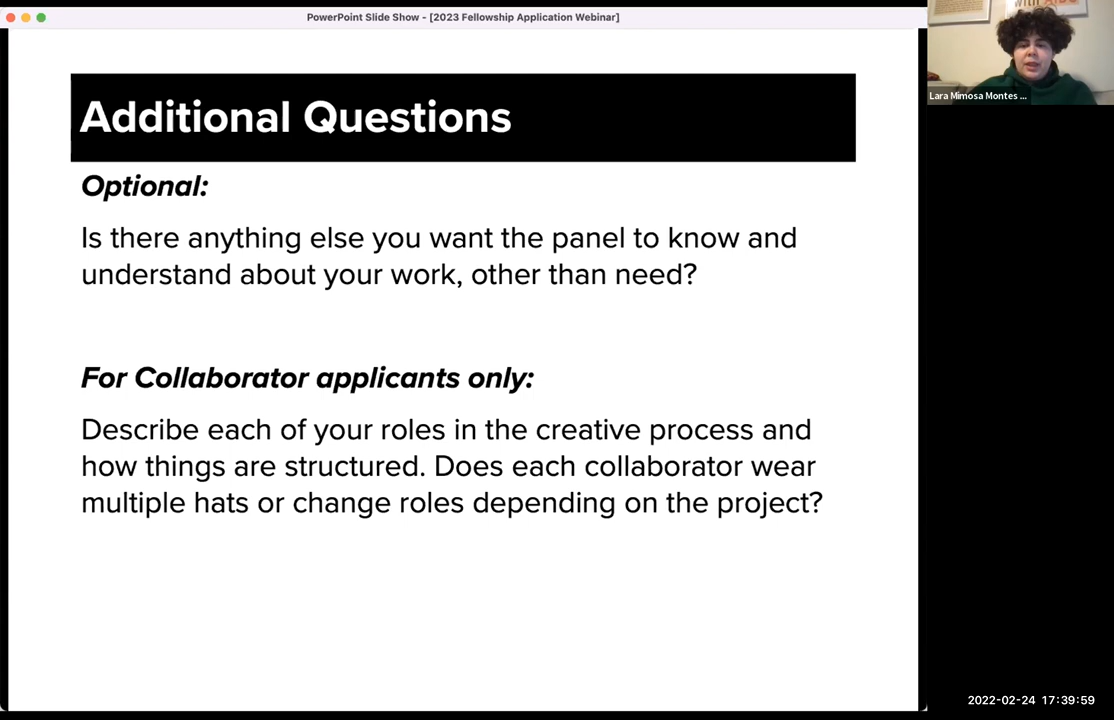 PowerPoint Slide Show - [2023 Fellowship Application Webinar]
Additional Questions
Optional:
Is there anything else you want the panel to know and
understand about your work, other than need?
For Collaborator applicants only:
Describe each of your roles in the creative process and
how things are structured. Does each collaborator wear
multiple hats or change roles depending on the project?
Lara Mimosa Montes ...
2022-02-24 17:39:59